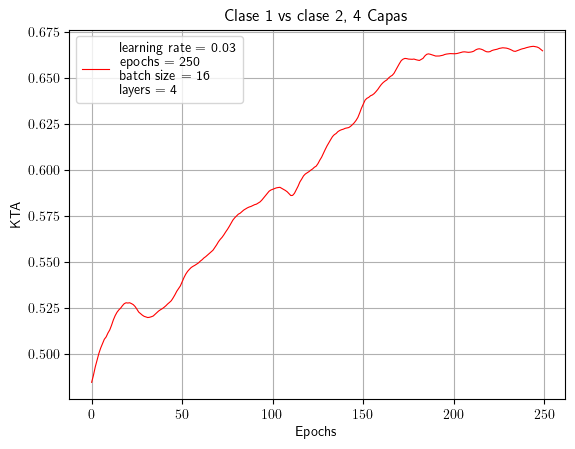 Clase 1 vs clase 2, 4 Capas
learning rate = 0.03
epochs = 250
batch size = 16
layers = 4
0.675
0.650
0.625
0.600
0.575
0.550
0.525
0.500
KTA
0
50
100
150
200
250
Epochs